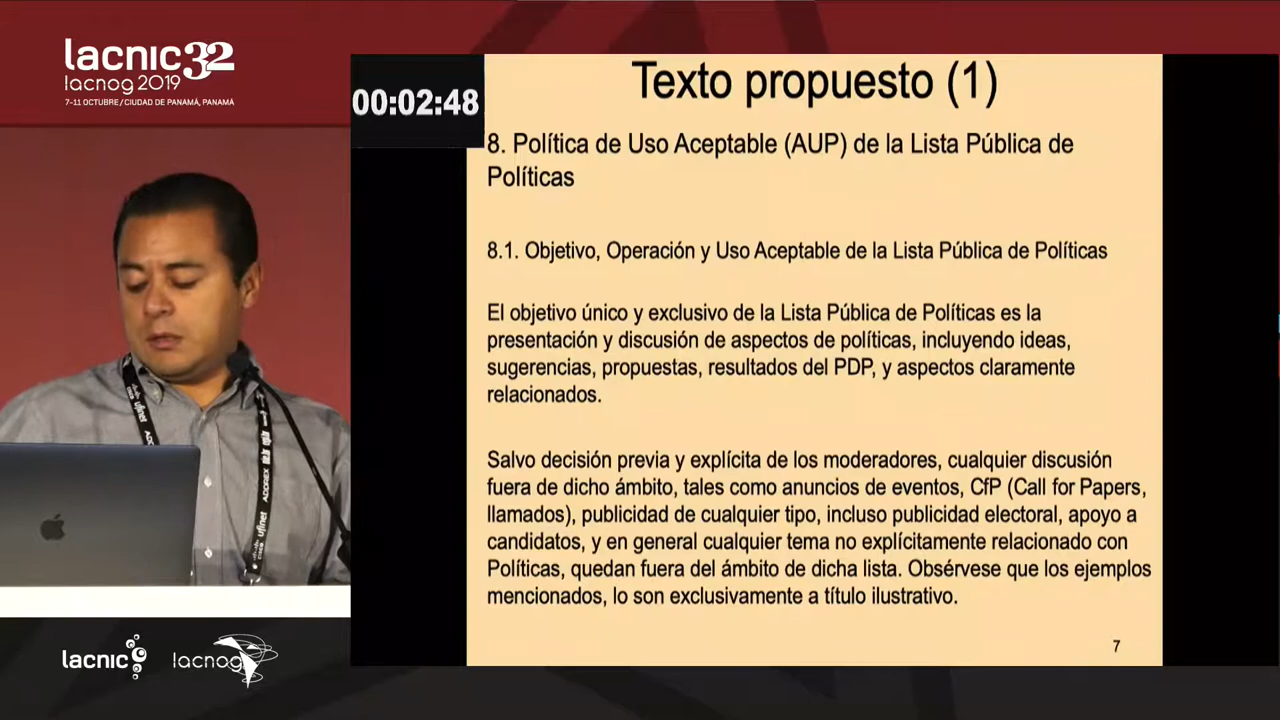 lacnic32
lacnog 2019
7-11 OCTUBRE / CIUDAD DE PANAMÁ, PANAMÁ
00:02:48
Texto propuesto (1)
8. Política de Uso Aceptable (AUP) de la Lista Pública de
Políticas
8.1. Objetivo, Operación y Uso Aceptable de la Lista Pública de Políticas
El objetivo único y exclusivo de la Lista Pública de Políticas es la
presentación y discusión de aspectos de políticas, incluyendo ideas,
sugerencias, propuestas, resultados del PDP, y aspectos claramente
relacionados.
Salvo decisión previa y explícita de los moderadores, cualquier discusión
fuera de dicho ámbito, tales como anuncios de eventos, CfP (Call for Papers,
llamados), publicidad de cualquier tipo, incluso publicidad electoral, apoyo a
candidatos, y en general cualquier tema no explícitamente relacionado con
Políticas, quedan fuera del ámbito de dicha lista. Obsérvese que los ejemplos
mencionados, lo son exclusivamente a título ilustrativo.
7
ufinet
ADDREX
ufinet
cisco
lacnic
lacnog